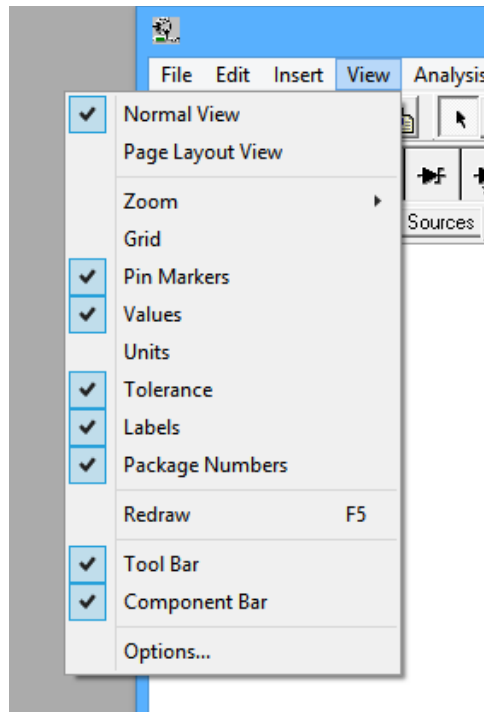 File Edit Insert View Analysis
Normal View
Page Layout View
Zoom
Sources
Grid
Pin Markers
Values
Units
Tolerance
Labels
Package Numbers
Redraw F5
Tool Bar
Component Bar
Options...